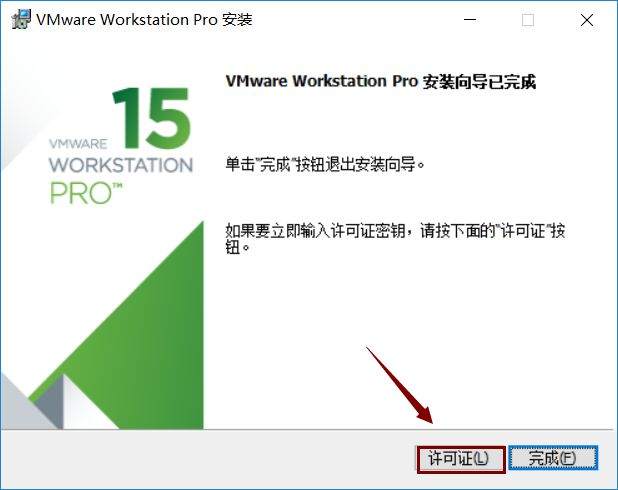 VMware Workstation Pro 安装
15
VMWARE
WORKSTATION
PRO™
VMware Workstation Pro 安装向导已完成
单击"完成"按钮退出安装向导。
如果要立即输入许可证密钥，请按下面的"许可证"按
钮。
许可证(L)
完成(F)